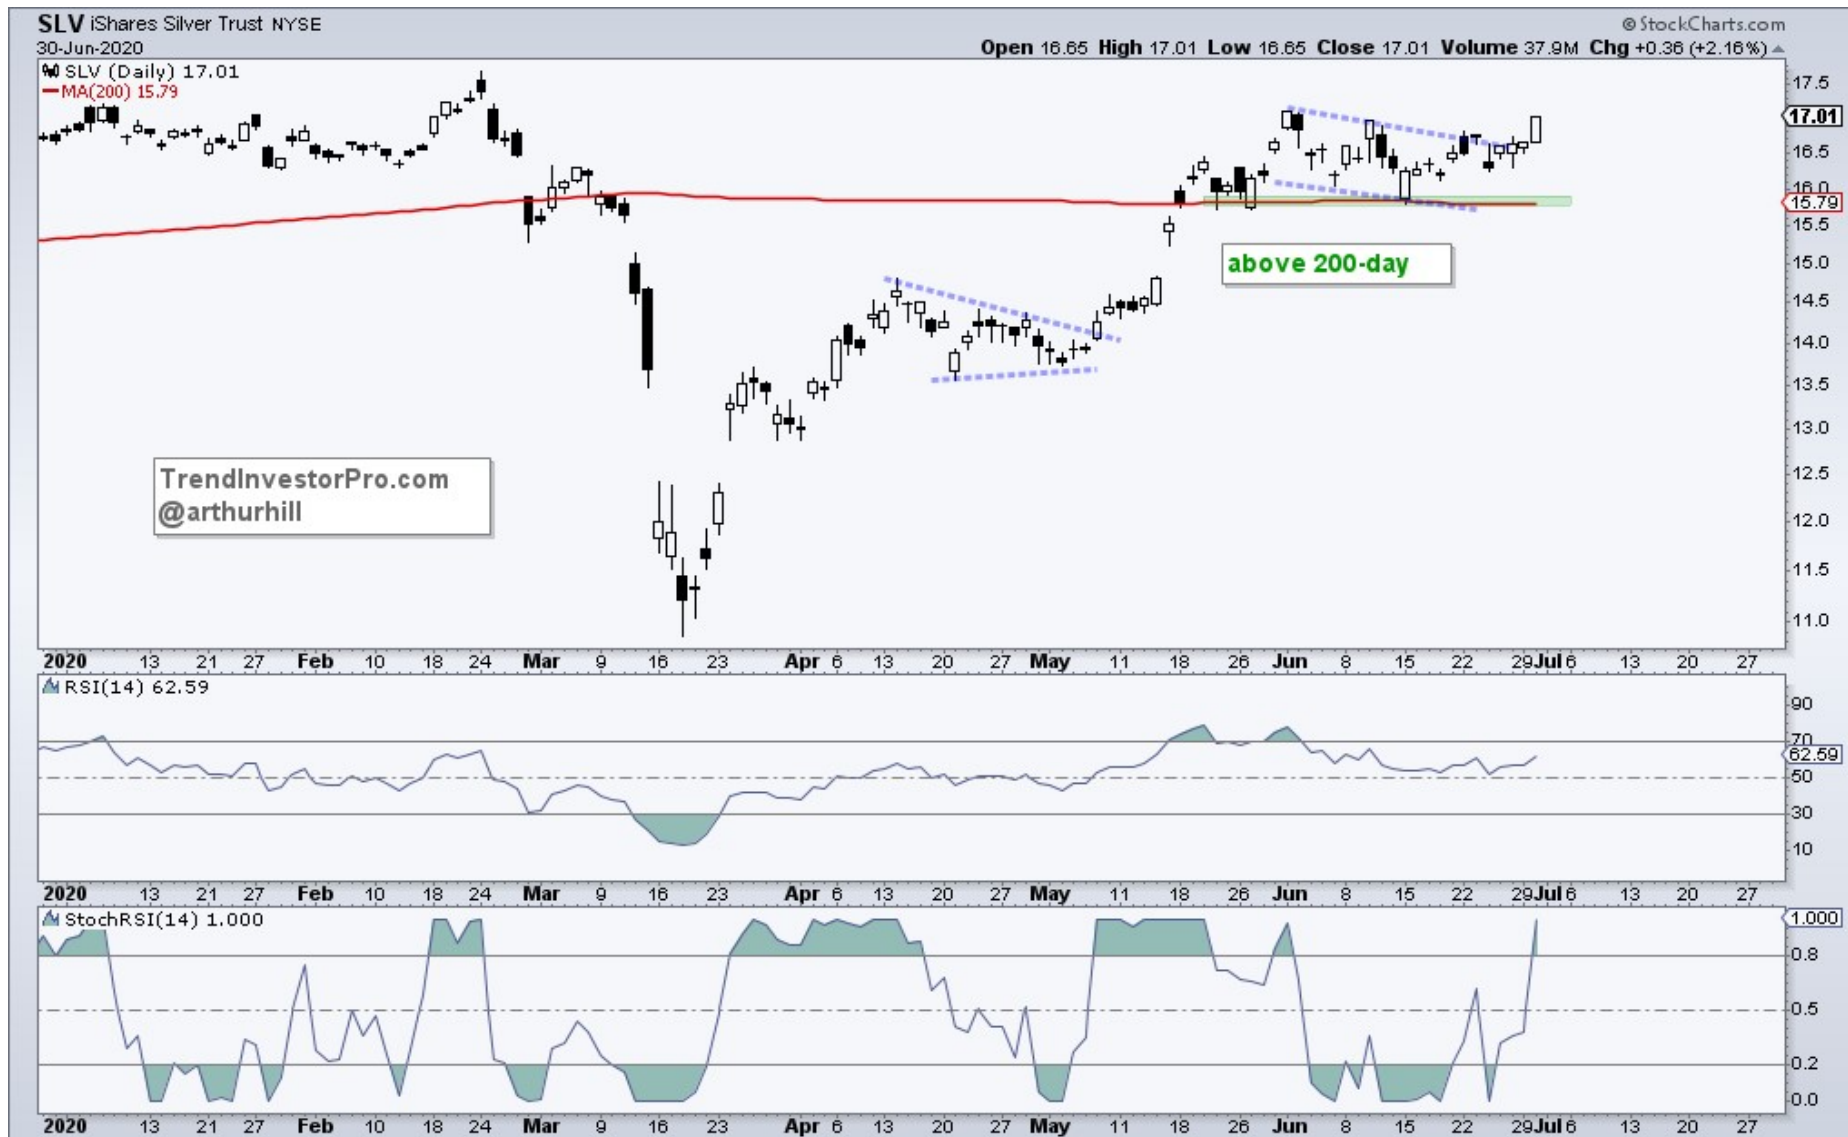 SLV iShares Silver Trust NYSE © StockCharts.com
30-Jun-2020 Open 16.65 High 17.01 Low 16.65 Close 17.01 Volume 37.9M Chg +0.36 (+2.16%)
SLV (Daily) 17.01
MA(200) 15.79
17.5
17.01
16.5
16.0
15.79
15.5
above 200-day
15.0
14.5
14.0
13.5
13.0
TrendInvestorPro.com
@arthurhill
12.5
12.0
11.5
11.0
2020 13 21 27 Feb 10 18 24 Mar 9 16 23 Apr 6 13 20 27 May 11 18 26 Jun 8 15 22 29 Jul 6 13 20 27
RSI(14) 62.59
90
70
62.59
50
30
10
2020 13 21 27 Feb 10 18 24 Mar 9 16 23 Apr 6 13 20 27 May 11 18 26 Jun 8 15 22 29 Jul 6 13 20 27
StochRSI(14) 1.000
1.000
0.8
0.5
0.2
0.0
2020 13 21 27 Feb 10 18 24 Mar 9 16 23 Apr 6 13 20 27 May 11 18 26 Jun 8 15 22 29 Jul 6 13 20 27